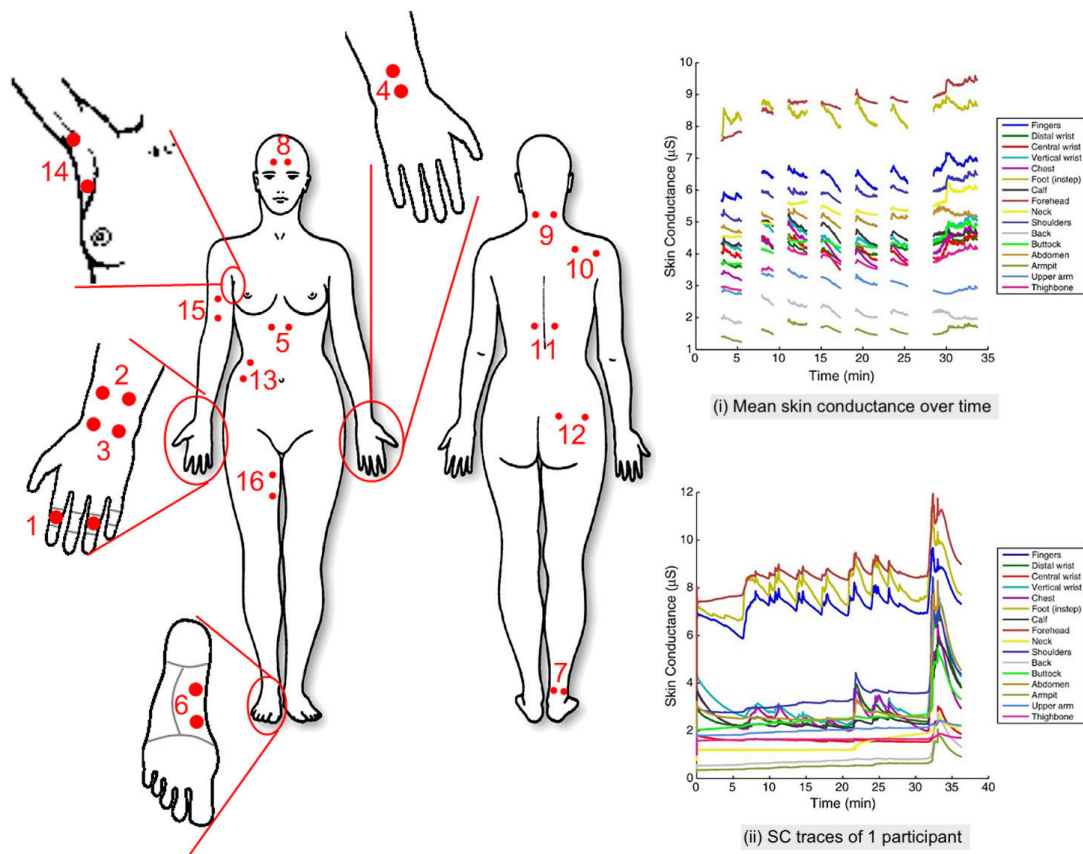 14
4
8
15
5
13
2
3
1
16
6
9
10
11
12
7
10
9
8
7
6
5
4
3
2
1
Skin Conductance (µS)
0 5 10 15 20 25 30 35
Time (min)
Fingers
Distal wrist
Central wrist
Vertical wrist
Chest
Foot (instep)
Calf
Forehead
Neck
Shoulders
Back
Buttock
Abdomen
Armpit
Upper arm
Thighbone
(i) Mean skin conductance over time
12
10
8
6
4
2
0
Skin Conductance (µS)
0 5 10 15 20 25 30 35 40
Time (min)
Fingers
Distal wrist
Central wrist
Vertical wrist
Chest
Foot (instep)
Calf
Forehead
Neck
Shoulders
Back
Buttock
Abdomen
Armpit
Upper arm
Thighbone
(ii) SC traces of 1 participant